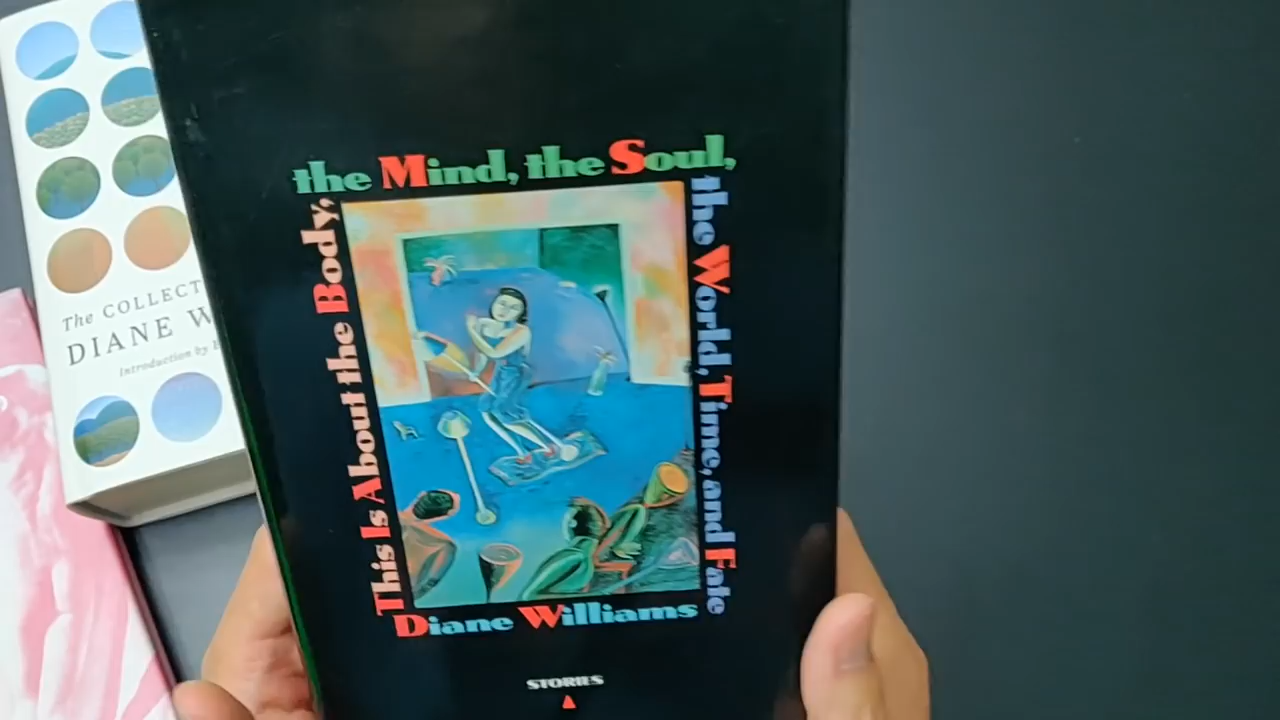 This Is About the Body,
the Mind, the Soul,
the World, Time, and Fate
Diane Williams
STORIES
The COLLECT
DIANE W
Introduction by